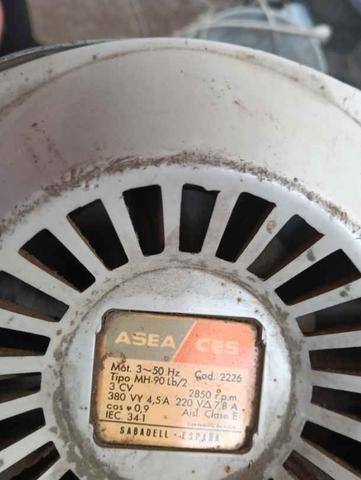 ASEA CES
Mot. 3~50 Hz Cod. 2226
Tipo MH-90 Lb/2
3 CV 2850 r.p.m.
380 VY 4,5 A 220 V∆ 7,8 A
cos φ 0,9 Aisl. Clase E
IEC. 34.1
SABADELL - ESPAÑA